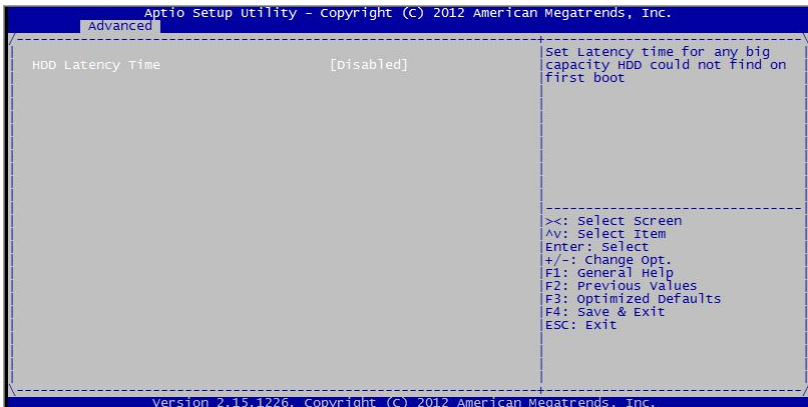 Aptio Setup Utility - Copyright (C) 2012 American Megatrends, Inc.
Advanced
HDD Latency Time [Disabled]
Set Latency time for any big
capacity HDD could not find on
first boot
><: Select Screen
^v: Select Item
Enter: Select
+/-: Change Opt.
F1: General Help
F2: Previous Values
F3: Optimized Defaults
F4: Save & Exit
ESC: Exit
Version 2.15.1226. Copyright (C) 2012 American Megatrends, Inc.